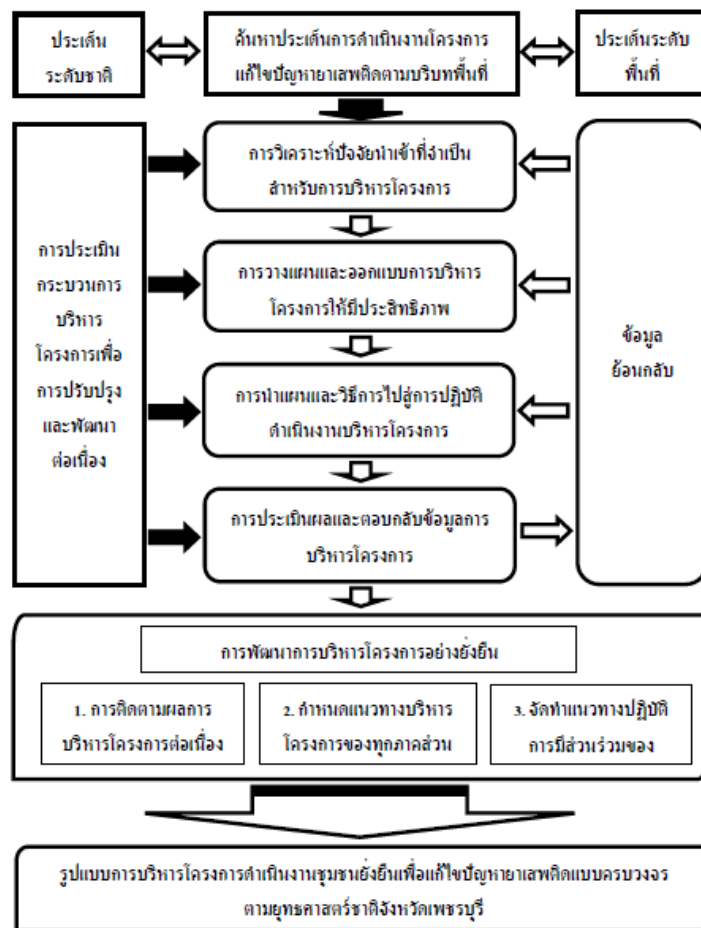 ประเด็น
ระดับชาติ
ค้นหาประเด็นการดำเนินงานโครงการ
แก้ไขปัญหายาเสพติดตามบริบทพื้นที่
ประเด็นระดับ
พื้นที่
การประเมิน
กระบวนการ
บริหาร
โครงการเพื่อ
การปรับปรุง
และพัฒนา
ต่อเนื่อง
การวิเคราะห์ปัจจัยนำเข้าที่จำเป็น
สำหรับการบริหารโครงการ
การวางแผนและออกแบบการบริหาร
โครงการให้มีประสิทธิภาพ
การนำแผนและวิธีการไปสู่การปฏิบัติ
ดำเนินงานบริหารโครงการ
การประเมินผลและตอบกลับข้อมูลการ
บริหารโครงการ
ข้อมูล
ย้อนกลับ
การพัฒนาการบริหารโครงการอย่างยั่งยืน
1. การติดตามผลการ
บริหารโครงการต่อเนื่อง
2. กำหนดแนวทางบริหาร
โครงการของทุกภาคส่วน
3. จัดทำแนวทางปฏิบัติ
การมีส่วนร่วมของ
รูปแบบการบริหารโครงการดำเนินงานชุมชนยั่งยืนเพื่อแก้ไขปัญหายาเสพติดแบบครบวงจร
ตามยุทธศาสตร์ชาติจังหวัดเพชรบุรี